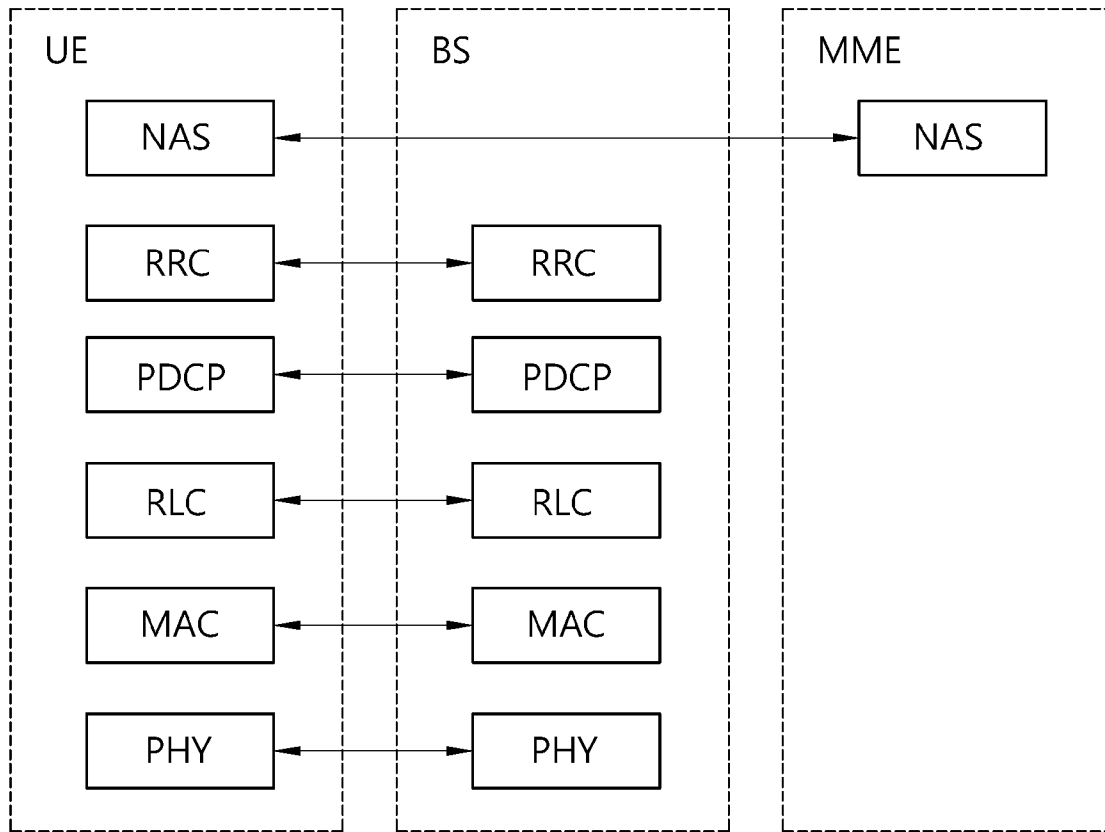 UE BS MME
NAS NAS
RRC RRC
PDCP PDCP
RLC RLC
MAC MAC
PHY PHY